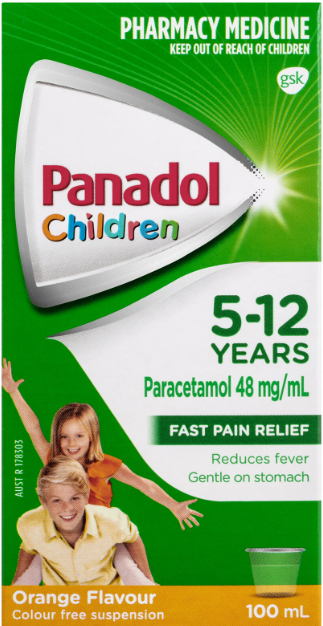 PHARMACY MEDICINE
KEEP OUT OF REACH OF CHILDREN
gsk
Panadol
Children
5-12
YEARS
Paracetamol 48 mg/mL
FAST PAIN RELIEF
Reduces fever
Gentle on stomach
AUST R 178303
Orange Flavour
Colour free suspension
100 mL